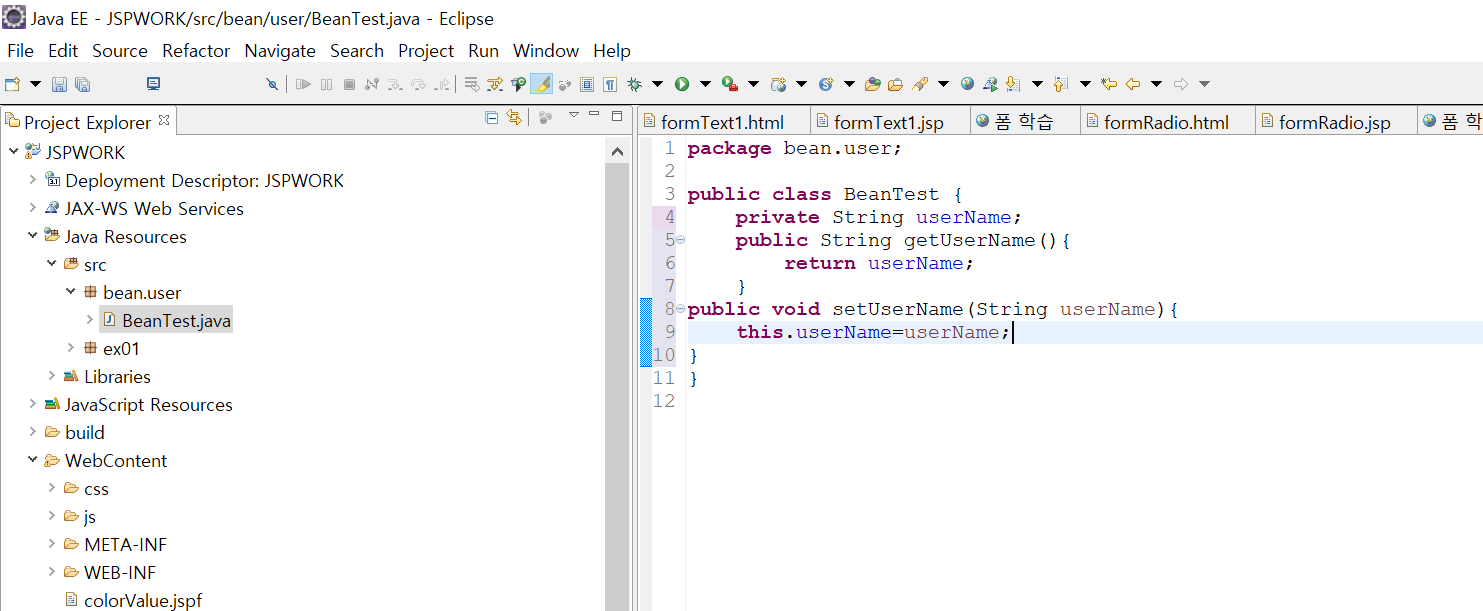 Java EE - JSPWORK/src/bean/user/BeanTest.java - Eclipse
File Edit Source Refactor Navigate Search Project Run Window Help
Project Explorer
JSPWORK
Deployment Descriptor: JSPWORK
JAX-WS Web Services
Java Resources
src
bean.user
BeanTest.java
ex01
Libraries
JavaScript Resources
build
WebContent
css
js
META-INF
WEB-INF
colorValue.jspf
formText1.html formText1.jsp 폼 학습 formRadio.html formRadio.jsp 폼 학
1 package bean.user;
2
3 public class BeanTest {
4 private String userName;
5 public String getUserName(){
6 return userName;
7 }
8 public void setUserName(String userName){
9 this.userName=userName;
10 }
11 }
12